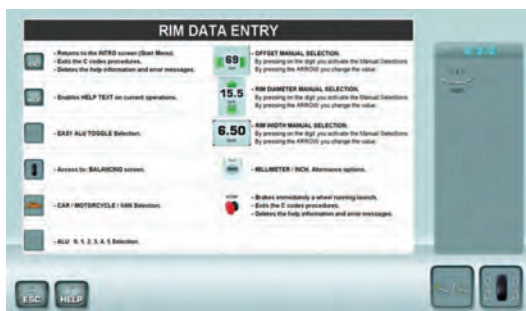 RIM DATA ENTRY
- Returns to the INTRO screen (Start Menu).
- Exits the C codes procedures.
- Deletes the help information and error messages.
- Enables HELP TEXT on current operations.
- EASY ALU TOGGLE Selection.
- Access to: BALANCING screen.
- CAR / MOTORCYCLE / VAN Selection.
- ALU 0, 1, 2, 3, 4, 5 Selection.
69
- OFFSET MANUAL SELECTION.
By pressing on the digit you activate the Manual Selections
By pressing the ARROW you change the value.
15.5
- RIM DIAMETER MANUAL SELECTION.
By pressing on the digit you activate the Manual Selections
By pressing the ARROW you change the value.
6.50
- RIM WIDTH MANUAL SELECTION.
By pressing on the digit you activate the Manual Selections
By pressing the ARROW you change the value.
- MILLIMETER / INCH. Alternance options.
STOP
- Brakes immediately a wheel running launch.
- Exits the C codes procedures.
- Deletes the help information and error messages.
ESC
HELP